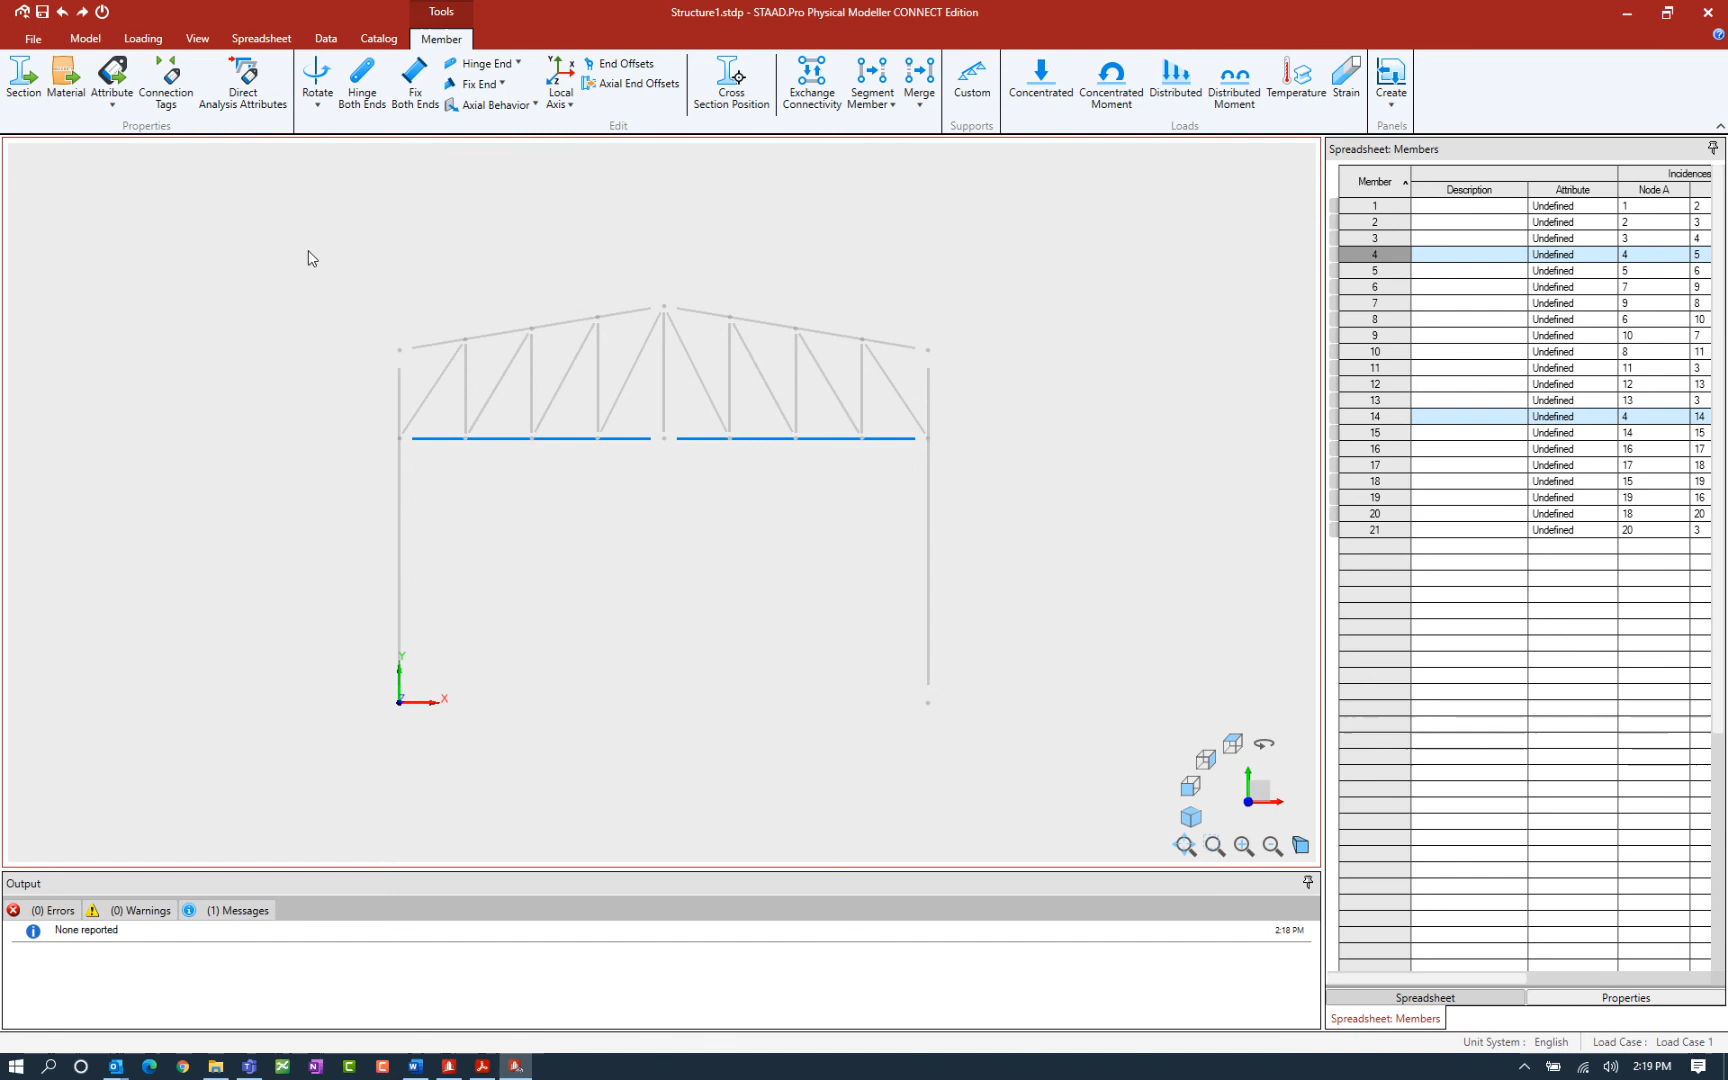 Tools
Structure1.stdp - STAAD.Pro Physical Modeller CONNECT Edition
File Model Loading View Spreadsheet Data Catalog Member
Section Material Attribute Connection Tags Direct Analysis Attributes
Properties
Rotate Hinge Both Ends Fix Both Ends Hinge End Fix End Axial Behavior Local Axis End Offsets Axial End Offsets Cross Section Position Exchange Connectivity Segment Member Merge
Edit
Custom
Supports
Concentrated Concentrated Moment Distributed Distributed Moment Temperature Strain
Loads
Create
Panels
Spreadsheet: Members
Incidences
Member Description Attribute Node A
1 Undefined 1 2
2 Undefined 2 3
3 Undefined 3 4
4 Undefined 4 5
5 Undefined 5 6
6 Undefined 7 9
7 Undefined 9 8
8 Undefined 6 10
9 Undefined 10 7
10 Undefined 8 11
11 Undefined 11 3
12 Undefined 12 13
13 Undefined 13 3
14 Undefined 4 14
15 Undefined 14 15
16 Undefined 16 17
17 Undefined 17 18
18 Undefined 15 19
19 Undefined 19 16
20 Undefined 18 20
21 Undefined 20 3
Y
Z
X
Output
(0) Errors (0) Warnings (1) Messages
None reported 2:18 PM
Spreadsheet Properties
Spreadsheet: Members
Unit System : English Load Case : Load Case 1
2:19 PM